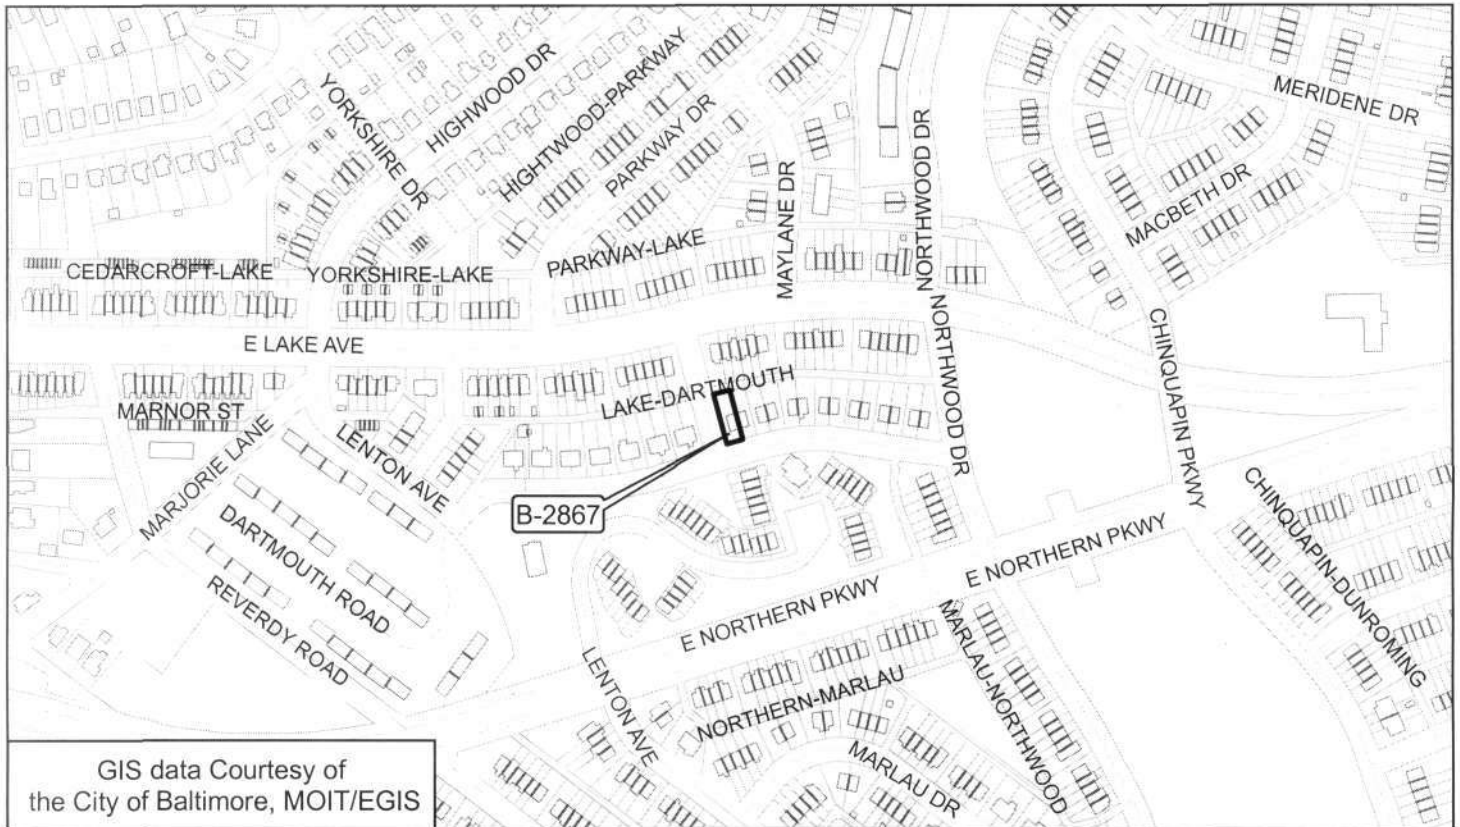 HIGHWOOD DR
HIGHTWOOD-PARKWAY
YORKSHIRE DR
PARKWAY DR
NORTHWOOD DR
MERIDENE DR
MACBETH DR
MAYLANE DR
PARKWAY-LAKE
CEDARCROFT-LAKE
YORKSHIRE-LAKE
E LAKE AVE
NORTHWOOD DR
CHINQUAPIN PKWY
LAKE-DARTMOUTH
MARNOR ST
MARJORIE LANE
LENTON AVE
B-2867
DARTMOUTH ROAD
REVERDY ROAD
E NORTHERN PKWY
E NORTHERN PKWY
CHINQUAPIN-DUNROMING
LENTON AVE
NORTHERN-MARLAU
MARLAU-NORTHWOOD
MARLAU DR
GIS data Courtesy of
the City of Baltimore, MOIT/EGIS